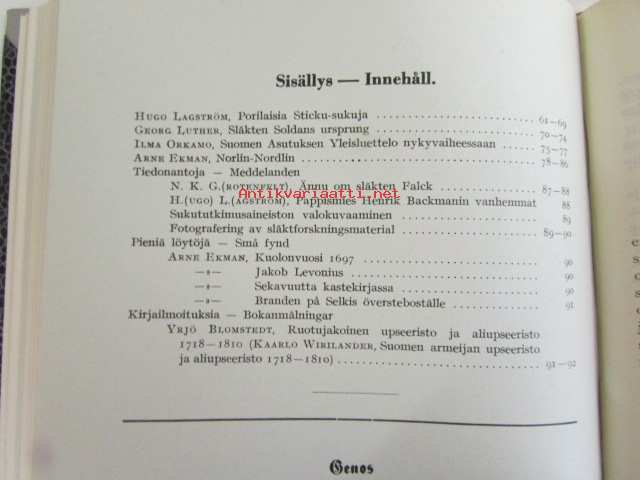 Sisällys — Innehåll.
HUGO LAGSTRÖM, Porilaisia Sticku-sukuja 61—69
GEORG LUTHER, Släkten Soldans ursprung 70—74
ILMA ORKAMO, Suomen Asutuksen Yleisluettelo nykyvaiheessaan 75—77
ARNE EKMAN, Norlin-Nordlin 78—86
Tiedonantoja — Meddelanden
N. K. G.(ROTENFELT), Ännu om släkten Falck 87—88
H.(UGO) L.(AGSTRÖM), Pappismies Henrik Backmanin vanhemmat 88
Antikvariaatti.net
Sukututkimusaineiston valokuvaaminen 89
Fotografering av släktforskningsmaterial 89—90
Pieniä löytöjä — Små fynd
ARNE EKMAN, Kuolonvuosi 1697 90
—»— Jakob Levonius 90
—»— Sekavuutta kastekirjassa 90
—»— Branden på Selkis överstebostälLe 91
Kirjailmoituksia — Bokanmälningar
YRJÖ BLOMSTEDT, Ruotujakoinen upseeristo ja aliupseeristo
1718—1810 (KAARLO WIRILANDER, Suomen armeijan upseeristo
ja aliupseeristo 1718—1810) 91—92
Genos